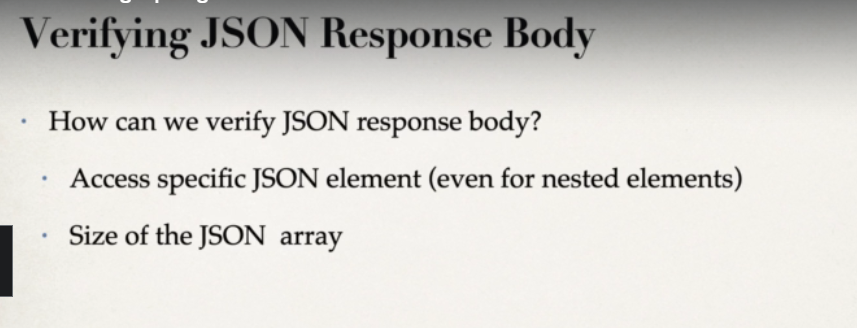 Verifying JSON Response Body
• How can we verify JSON response body?
• Access specific JSON element (even for nested elements)
• Size of the JSON array